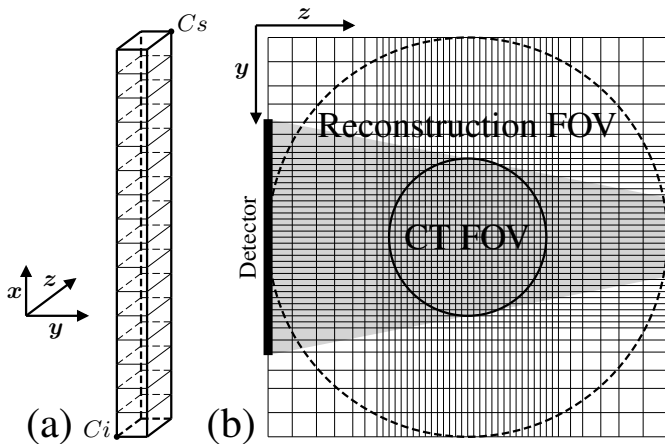 Cs
x
z
y
Ci
(a)
z
y
Reconstruction FOV
CT FOV
Detector
(b)